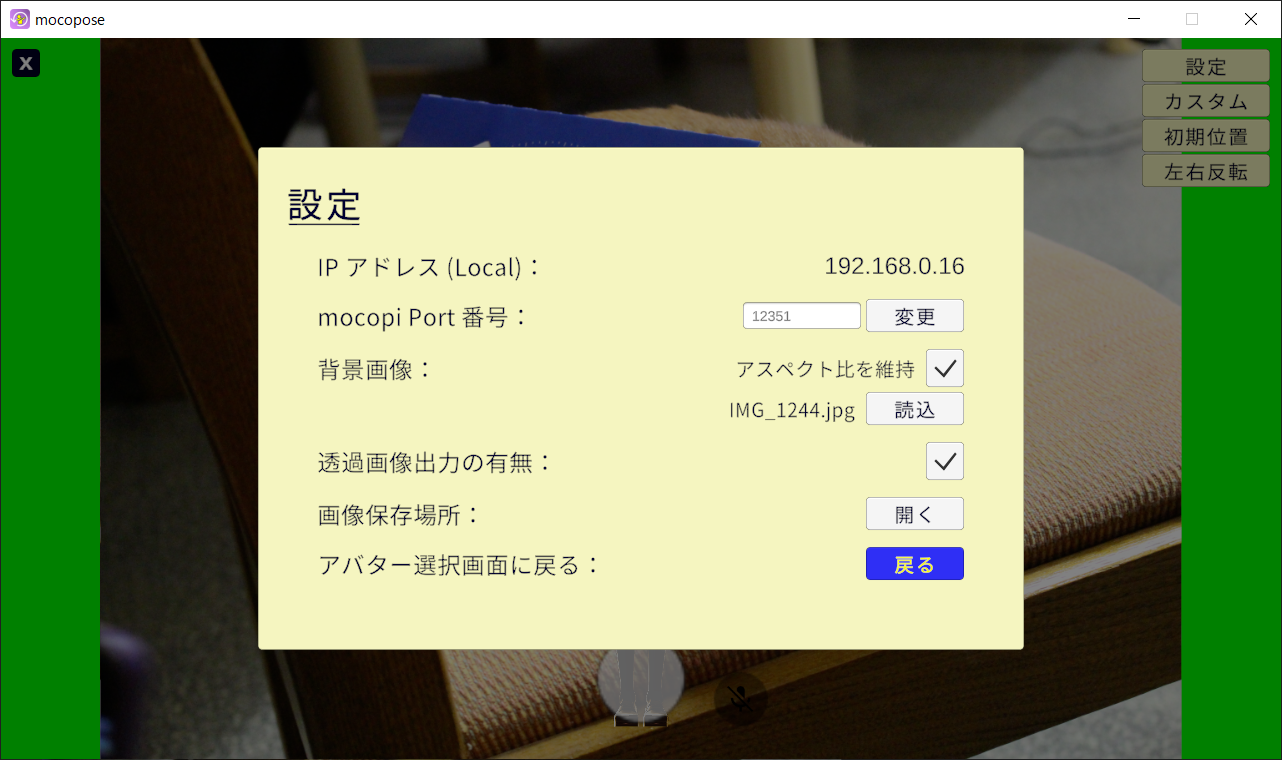 mocopose
X
設定
カスタム
初期位置
左右反転
設定
IP アドレス (Local)： 192.168.0.16
mocopi Port 番号： 12351 変更
背景画像： アスペクト比を維持
IMG_1244.jpg 読込
透過画像出力の有無：
画像保存場所： 開く
アバター選択画面に戻る： 戻る